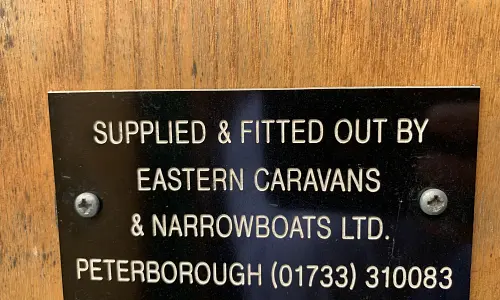 SUPPLIED & FITTED OUT BY
EASTERN CARAVANS
& NARROWBOATS LTD.
PETERBOROUGH (01733) 310083